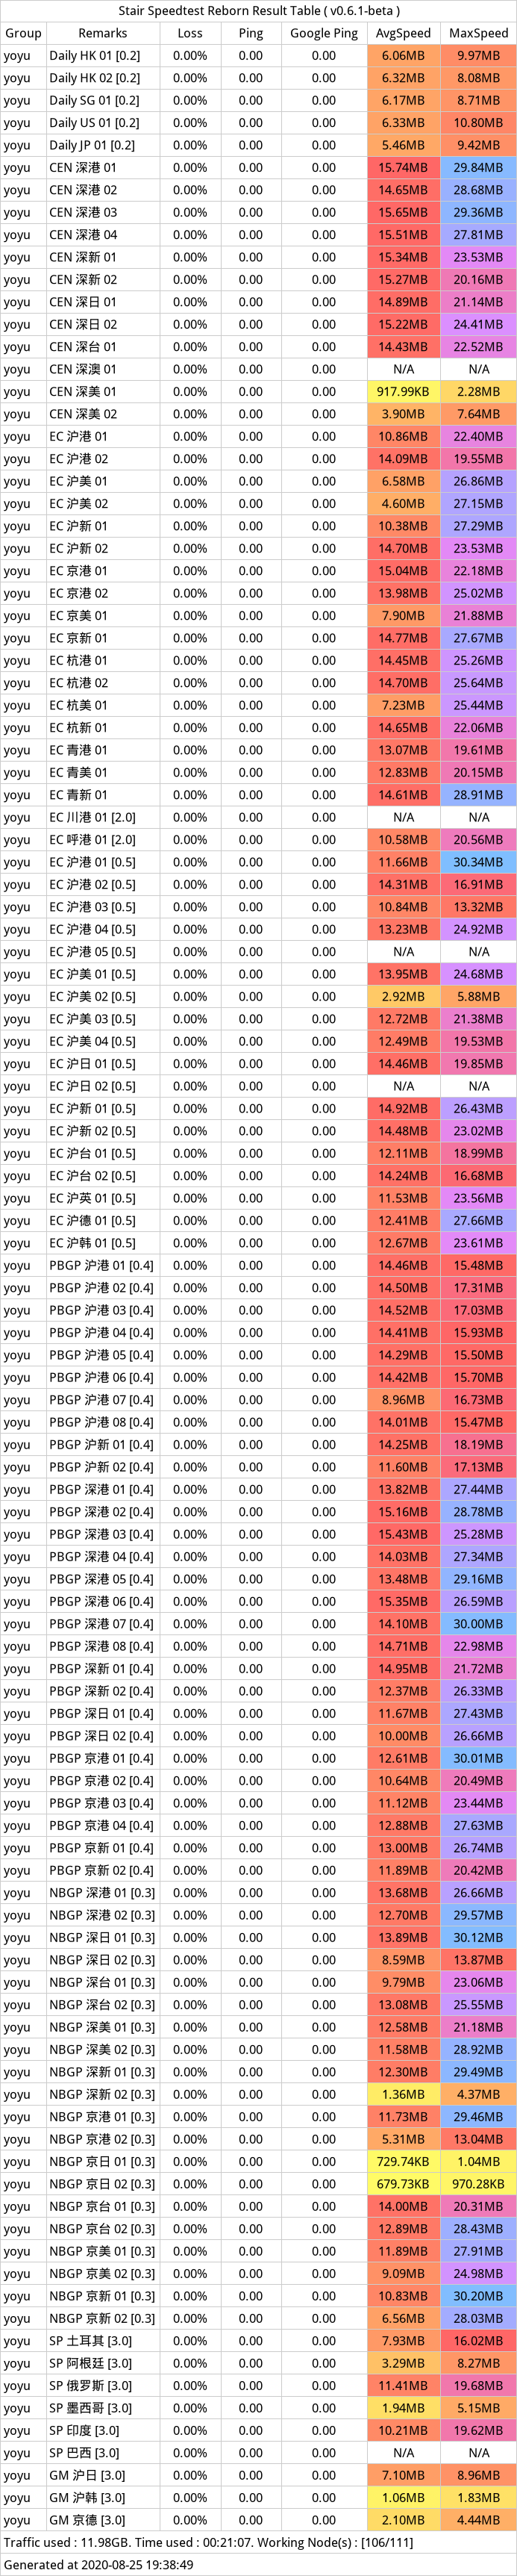 Stair Speedtest Reborn Result Table ( v0.6.1-beta )
Group Remarks Loss Ping Google Ping AvgSpeed MaxSpeed
yoyu Daily HK 01 [0.2] 0.00% 0.00 0.00 6.06MB 9.97MB
yoyu Daily HK 02 [0.2] 0.00% 0.00 0.00 6.32MB 8.08MB
yoyu Daily SG 01 [0.2] 0.00% 0.00 0.00 6.17MB 8.71MB
yoyu Daily US 01 [0.2] 0.00% 0.00 0.00 6.33MB 10.80MB
yoyu Daily JP 01 [0.2] 0.00% 0.00 0.00 5.46MB 9.42MB
yoyu CEN 深港 01 0.00% 0.00 0.00 15.74MB 29.84MB
yoyu CEN 深港 02 0.00% 0.00 0.00 14.65MB 28.68MB
yoyu CEN 深港 03 0.00% 0.00 0.00 15.65MB 29.36MB
yoyu CEN 深港 04 0.00% 0.00 0.00 15.51MB 27.81MB
yoyu CEN 深新 01 0.00% 0.00 0.00 15.34MB 23.53MB
yoyu CEN 深新 02 0.00% 0.00 0.00 15.27MB 20.16MB
yoyu CEN 深日 01 0.00% 0.00 0.00 14.89MB 21.14MB
yoyu CEN 深日 02 0.00% 0.00 0.00 15.22MB 24.41MB
yoyu CEN 深台 01 0.00% 0.00 0.00 14.43MB 22.52MB
yoyu CEN 深澳 01 0.00% 0.00 0.00 N/A N/A
yoyu CEN 深美 01 0.00% 0.00 0.00 917.99KB 2.28MB
yoyu CEN 深美 02 0.00% 0.00 0.00 3.90MB 7.64MB
yoyu EC 沪港 01 0.00% 0.00 0.00 10.86MB 22.40MB
yoyu EC 沪港 02 0.00% 0.00 0.00 14.09MB 19.55MB
yoyu EC 沪美 01 0.00% 0.00 0.00 6.58MB 26.86MB
yoyu EC 沪美 02 0.00% 0.00 0.00 4.60MB 27.15MB
yoyu EC 沪新 01 0.00% 0.00 0.00 10.38MB 27.29MB
yoyu EC 沪新 02 0.00% 0.00 0.00 14.70MB 23.53MB
yoyu EC 京港 01 0.00% 0.00 0.00 15.04MB 22.18MB
yoyu EC 京港 02 0.00% 0.00 0.00 13.98MB 25.02MB
yoyu EC 京美 01 0.00% 0.00 0.00 7.90MB 21.88MB
yoyu EC 京新 01 0.00% 0.00 0.00 14.77MB 27.67MB
yoyu EC 杭港 01 0.00% 0.00 0.00 14.45MB 25.26MB
yoyu EC 杭港 02 0.00% 0.00 0.00 14.70MB 25.64MB
yoyu EC 杭美 01 0.00% 0.00 0.00 7.23MB 25.44MB
yoyu EC 杭新 01 0.00% 0.00 0.00 14.65MB 22.06MB
yoyu EC 青港 01 0.00% 0.00 0.00 13.07MB 19.61MB
yoyu EC 青美 01 0.00% 0.00 0.00 12.83MB 20.15MB
yoyu EC 青新 01 0.00% 0.00 0.00 14.61MB 28.91MB
yoyu EC 川港 01 [2.0] 0.00% 0.00 0.00 N/A N/A
yoyu EC 呼港 01 [2.0] 0.00% 0.00 0.00 10.58MB 20.56MB
yoyu EC 沪港 01 [0.5] 0.00% 0.00 0.00 11.66MB 30.34MB
yoyu EC 沪港 02 [0.5] 0.00% 0.00 0.00 14.31MB 16.91MB
yoyu EC 沪港 03 [0.5] 0.00% 0.00 0.00 10.84MB 13.32MB
yoyu EC 沪港 04 [0.5] 0.00% 0.00 0.00 13.23MB 24.92MB
yoyu EC 沪港 05 [0.5] 0.00% 0.00 0.00 N/A N/A
yoyu EC 沪美 01 [0.5] 0.00% 0.00 0.00 13.95MB 24.68MB
yoyu EC 沪美 02 [0.5] 0.00% 0.00 0.00 2.92MB 5.88MB
yoyu EC 沪美 03 [0.5] 0.00% 0.00 0.00 12.72MB 21.38MB
yoyu EC 沪美 04 [0.5] 0.00% 0.00 0.00 12.49MB 19.53MB
yoyu EC 沪日 01 [0.5] 0.00% 0.00 0.00 14.46MB 19.85MB
yoyu EC 沪日 02 [0.5] 0.00% 0.00 0.00 N/A N/A
yoyu EC 沪新 01 [0.5] 0.00% 0.00 0.00 14.92MB 26.43MB
yoyu EC 沪新 02 [0.5] 0.00% 0.00 0.00 14.48MB 23.02MB
yoyu EC 沪台 01 [0.5] 0.00% 0.00 0.00 12.11MB 18.99MB
yoyu EC 沪台 02 [0.5] 0.00% 0.00 0.00 14.24MB 16.68MB
yoyu EC 沪英 01 [0.5] 0.00% 0.00 0.00 11.53MB 23.56MB
yoyu EC 沪德 01 [0.5] 0.00% 0.00 0.00 12.41MB 27.66MB
yoyu EC 沪韩 01 [0.5] 0.00% 0.00 0.00 12.67MB 23.61MB
yoyu PBGP 沪港 01 [0.4] 0.00% 0.00 0.00 14.46MB 15.48MB
yoyu PBGP 沪港 02 [0.4] 0.00% 0.00 0.00 14.50MB 17.31MB
yoyu PBGP 沪港 03 [0.4] 0.00% 0.00 0.00 14.52MB 17.03MB
yoyu PBGP 沪港 04 [0.4] 0.00% 0.00 0.00 14.41MB 15.93MB
yoyu PBGP 沪港 05 [0.4] 0.00% 0.00 0.00 14.29MB 15.50MB
yoyu PBGP 沪港 06 [0.4] 0.00% 0.00 0.00 14.42MB 15.70MB
yoyu PBGP 沪港 07 [0.4] 0.00% 0.00 0.00 8.96MB 16.73MB
yoyu PBGP 沪港 08 [0.4] 0.00% 0.00 0.00 14.01MB 15.47MB
yoyu PBGP 沪新 01 [0.4] 0.00% 0.00 0.00 14.25MB 18.19MB
yoyu PBGP 沪新 02 [0.4] 0.00% 0.00 0.00 11.60MB 17.13MB
yoyu PBGP 深港 01 [0.4] 0.00% 0.00 0.00 13.82MB 27.44MB
yoyu PBGP 深港 02 [0.4] 0.00% 0.00 0.00 15.16MB 28.78MB
yoyu PBGP 深港 03 [0.4] 0.00% 0.00 0.00 15.43MB 25.28MB
yoyu PBGP 深港 04 [0.4] 0.00% 0.00 0.00 14.03MB 27.34MB
yoyu PBGP 深港 05 [0.4] 0.00% 0.00 0.00 13.48MB 29.16MB
yoyu PBGP 深港 06 [0.4] 0.00% 0.00 0.00 15.35MB 26.59MB
yoyu PBGP 深港 07 [0.4] 0.00% 0.00 0.00 14.10MB 30.00MB
yoyu PBGP 深港 08 [0.4] 0.00% 0.00 0.00 14.71MB 22.98MB
yoyu PBGP 深新 01 [0.4] 0.00% 0.00 0.00 14.95MB 21.72MB
yoyu PBGP 深新 02 [0.4] 0.00% 0.00 0.00 12.37MB 26.33MB
yoyu PBGP 深日 01 [0.4] 0.00% 0.00 0.00 11.67MB 27.43MB
yoyu PBGP 深日 02 [0.4] 0.00% 0.00 0.00 10.00MB 26.66MB
yoyu PBGP 京港 01 [0.4] 0.00% 0.00 0.00 12.61MB 30.01MB
yoyu PBGP 京港 02 [0.4] 0.00% 0.00 0.00 10.64MB 20.49MB
yoyu PBGP 京港 03 [0.4] 0.00% 0.00 0.00 11.12MB 23.44MB
yoyu PBGP 京港 04 [0.4] 0.00% 0.00 0.00 12.88MB 27.63MB
yoyu PBGP 京新 01 [0.4] 0.00% 0.00 0.00 13.00MB 26.74MB
yoyu PBGP 京新 02 [0.4] 0.00% 0.00 0.00 11.89MB 20.42MB
yoyu NBGP 深港 01 [0.3] 0.00% 0.00 0.00 13.68MB 26.66MB
yoyu NBGP 深港 02 [0.3] 0.00% 0.00 0.00 12.70MB 29.57MB
yoyu NBGP 深日 01 [0.3] 0.00% 0.00 0.00 13.89MB 30.12MB
yoyu NBGP 深日 02 [0.3] 0.00% 0.00 0.00 8.59MB 13.87MB
yoyu NBGP 深台 01 [0.3] 0.00% 0.00 0.00 9.79MB 23.06MB
yoyu NBGP 深台 02 [0.3] 0.00% 0.00 0.00 13.08MB 25.55MB
yoyu NBGP 深美 01 [0.3] 0.00% 0.00 0.00 12.58MB 21.18MB
yoyu NBGP 深美 02 [0.3] 0.00% 0.00 0.00 11.58MB 28.92MB
yoyu NBGP 深新 01 [0.3] 0.00% 0.00 0.00 12.30MB 29.49MB
yoyu NBGP 深新 02 [0.3] 0.00% 0.00 0.00 1.36MB 4.37MB
yoyu NBGP 京港 01 [0.3] 0.00% 0.00 0.00 11.73MB 29.46MB
yoyu NBGP 京港 02 [0.3] 0.00% 0.00 0.00 5.31MB 13.04MB
yoyu NBGP 京日 01 [0.3] 0.00% 0.00 0.00 729.74KB 1.04MB
yoyu NBGP 京日 02 [0.3] 0.00% 0.00 0.00 679.73KB 970.28KB
yoyu NBGP 京台 01 [0.3] 0.00% 0.00 0.00 14.00MB 20.31MB
yoyu NBGP 京台 02 [0.3] 0.00% 0.00 0.00 12.89MB 28.43MB
yoyu NBGP 京美 01 [0.3] 0.00% 0.00 0.00 11.89MB 27.91MB
yoyu NBGP 京美 02 [0.3] 0.00% 0.00 0.00 9.09MB 24.98MB
yoyu NBGP 京新 01 [0.3] 0.00% 0.00 0.00 10.83MB 30.20MB
yoyu NBGP 京新 02 [0.3] 0.00% 0.00 0.00 6.56MB 28.03MB
yoyu SP 土耳其 [3.0] 0.00% 0.00 0.00 7.93MB 16.02MB
yoyu SP 阿根廷 [3.0] 0.00% 0.00 0.00 3.29MB 8.27MB
yoyu SP 俄罗斯 [3.0] 0.00% 0.00 0.00 11.41MB 19.68MB
yoyu SP 墨西哥 [3.0] 0.00% 0.00 0.00 1.94MB 5.15MB
yoyu SP 印度 [3.0] 0.00% 0.00 0.00 10.21MB 19.62MB
yoyu SP 巴西 [3.0] 0.00% 0.00 0.00 N/A N/A
yoyu GM 沪日 [3.0] 0.00% 0.00 0.00 7.10MB 8.96MB
yoyu GM 沪韩 [3.0] 0.00% 0.00 0.00 1.06MB 1.83MB
yoyu GM 京德 [3.0] 0.00% 0.00 0.00 2.10MB 4.44MB
Traffic used : 11.98GB. Time used : 00:21:07. Working Node(s) : [106/111]
Generated at 2020-08-25 19:38:49